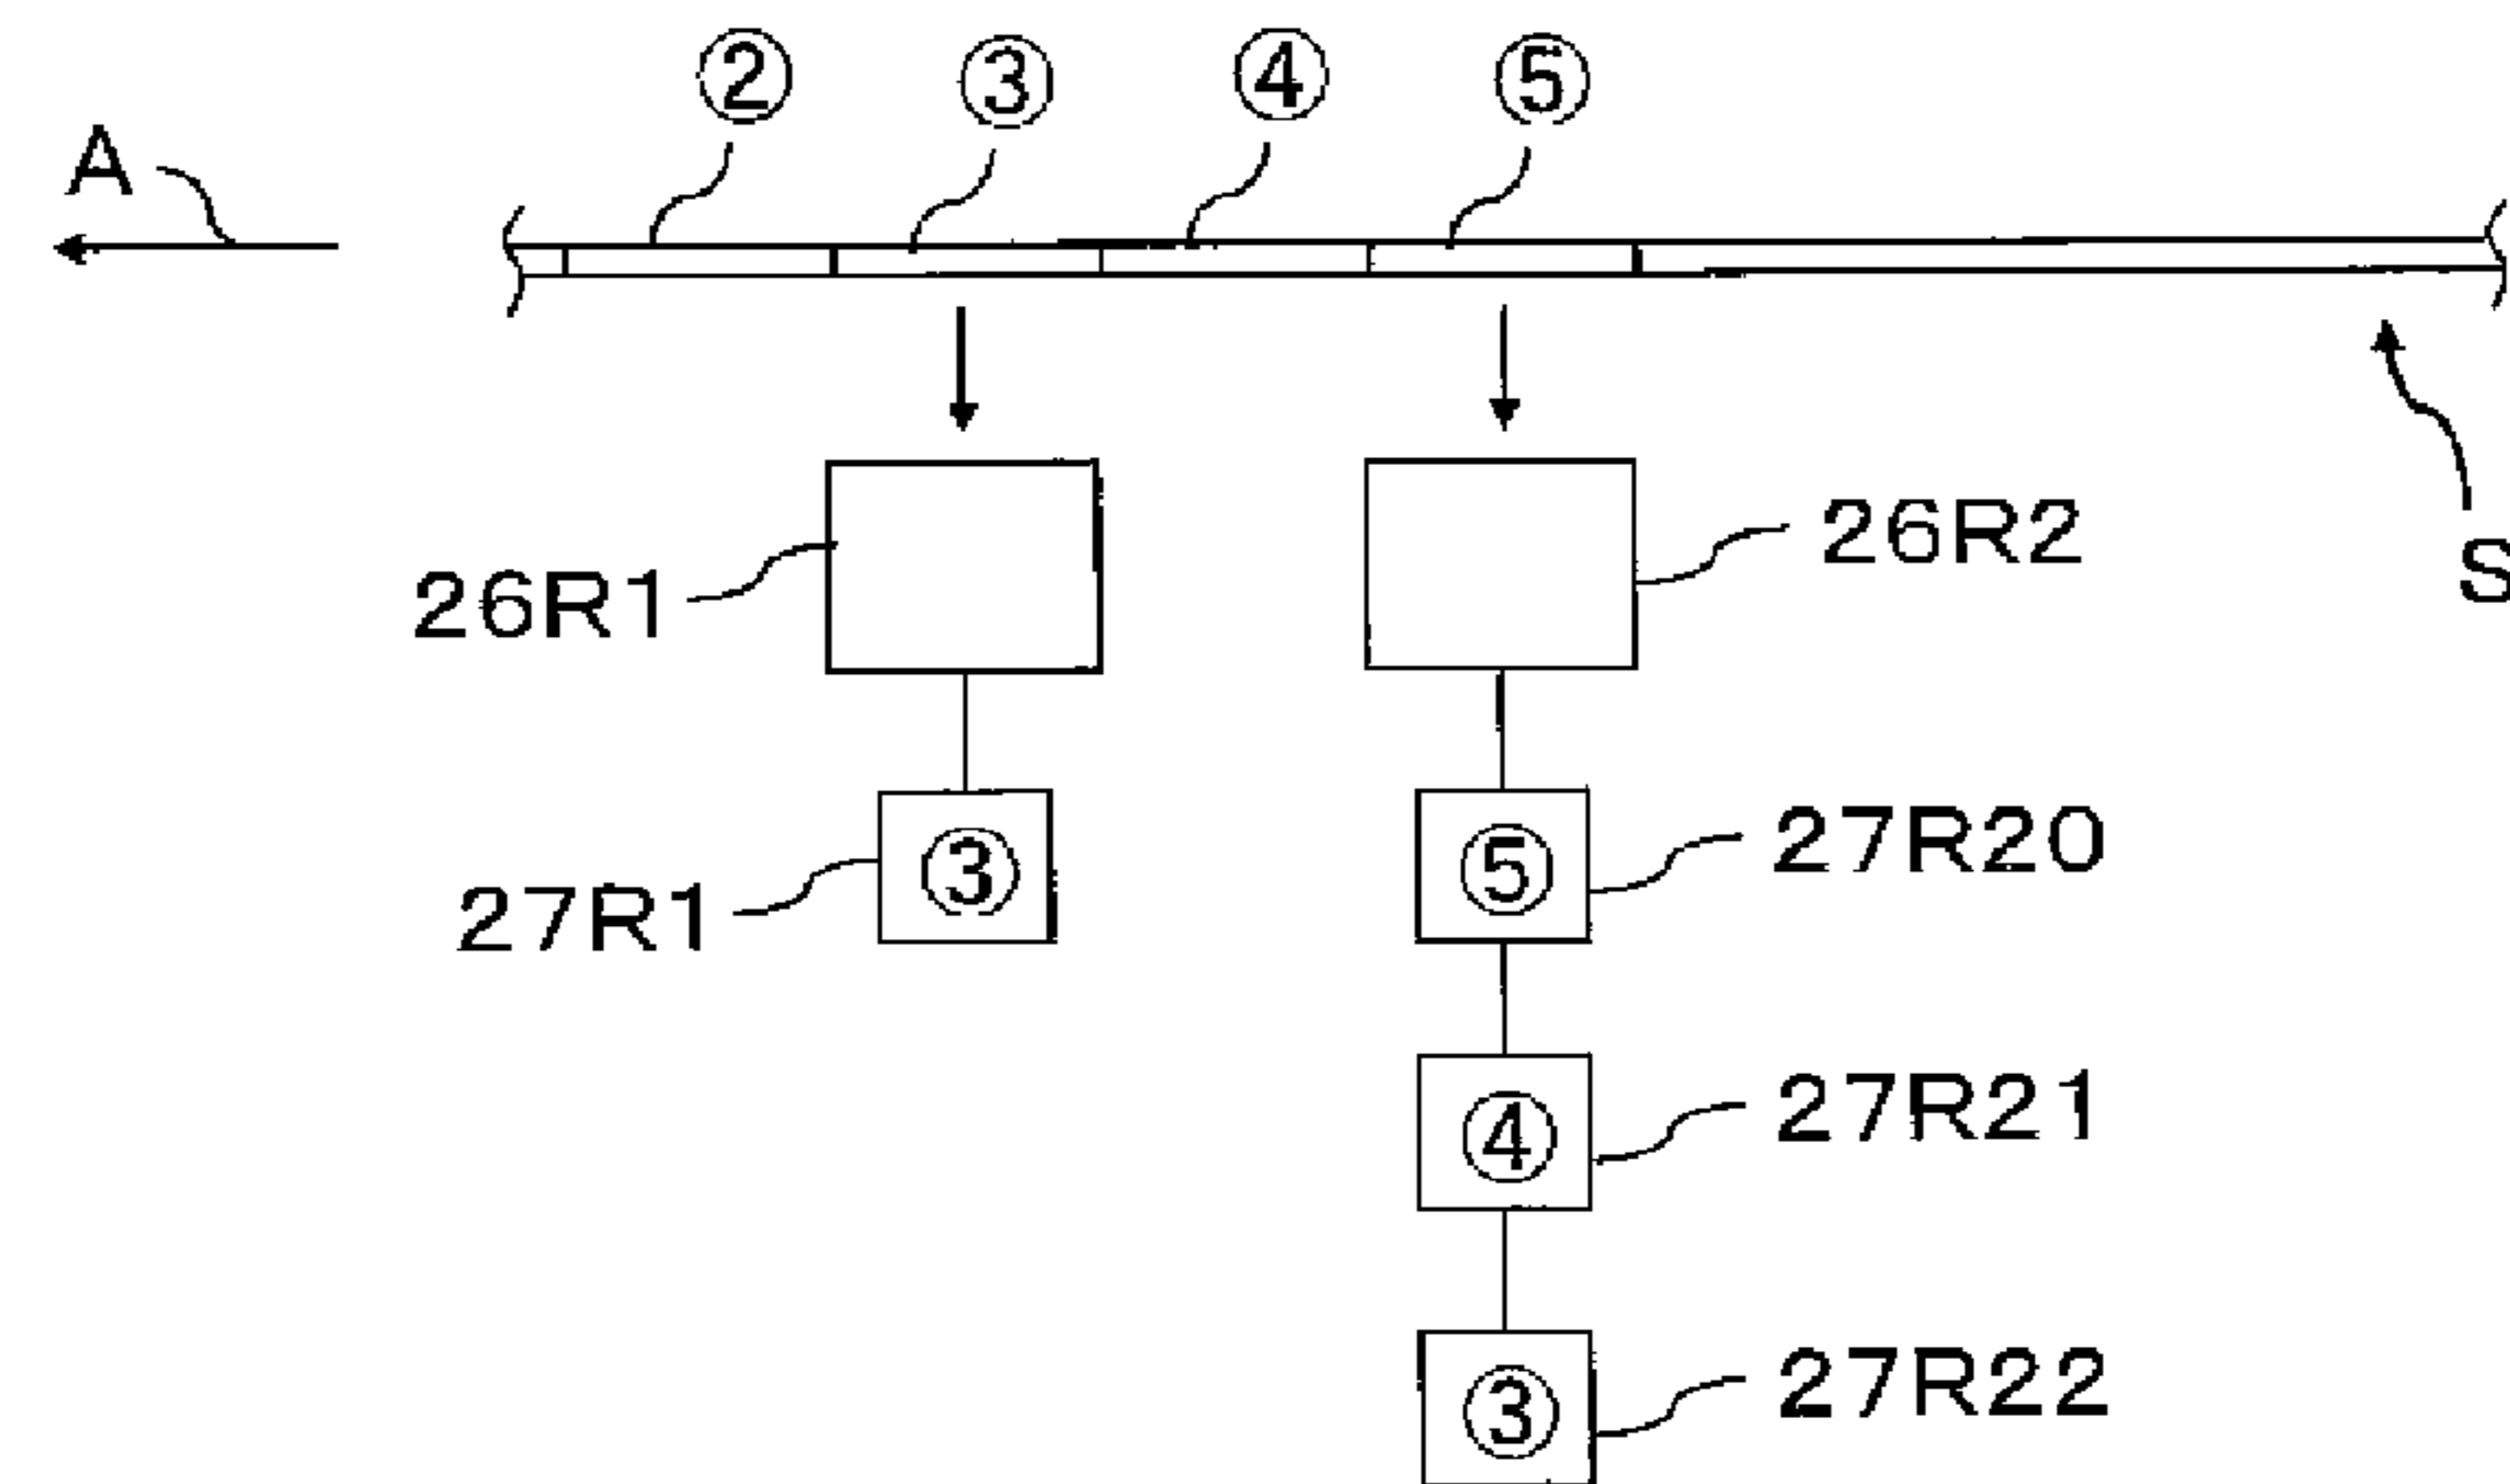 ② ③ ④ ⑤
A
26R1
26R2
S
27R1
③
⑤
27R20
④
27R21
③
27R22